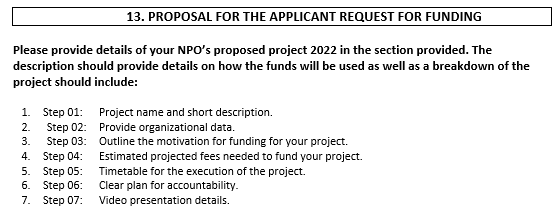 13. PROPOSAL FOR THE APPLICANT REQUEST FOR FUNDING
Please provide details of your NPO's proposed project 2022 in the section provided. The
description should provide details on how the funds will be used as well as a breakdown of the
project should include:
1. Step 01: Project name and short description.
2. Step 02: Provide organizational data.
3. Step 03: Outline the motivation for funding for your project.
4. Step 04: Estimated projected fees needed to fund your project.
5. Step 05: Timetable for the execution of the project.
6. Step 06: Clear plan for accountability.
7. Step 07: Video presentation details.